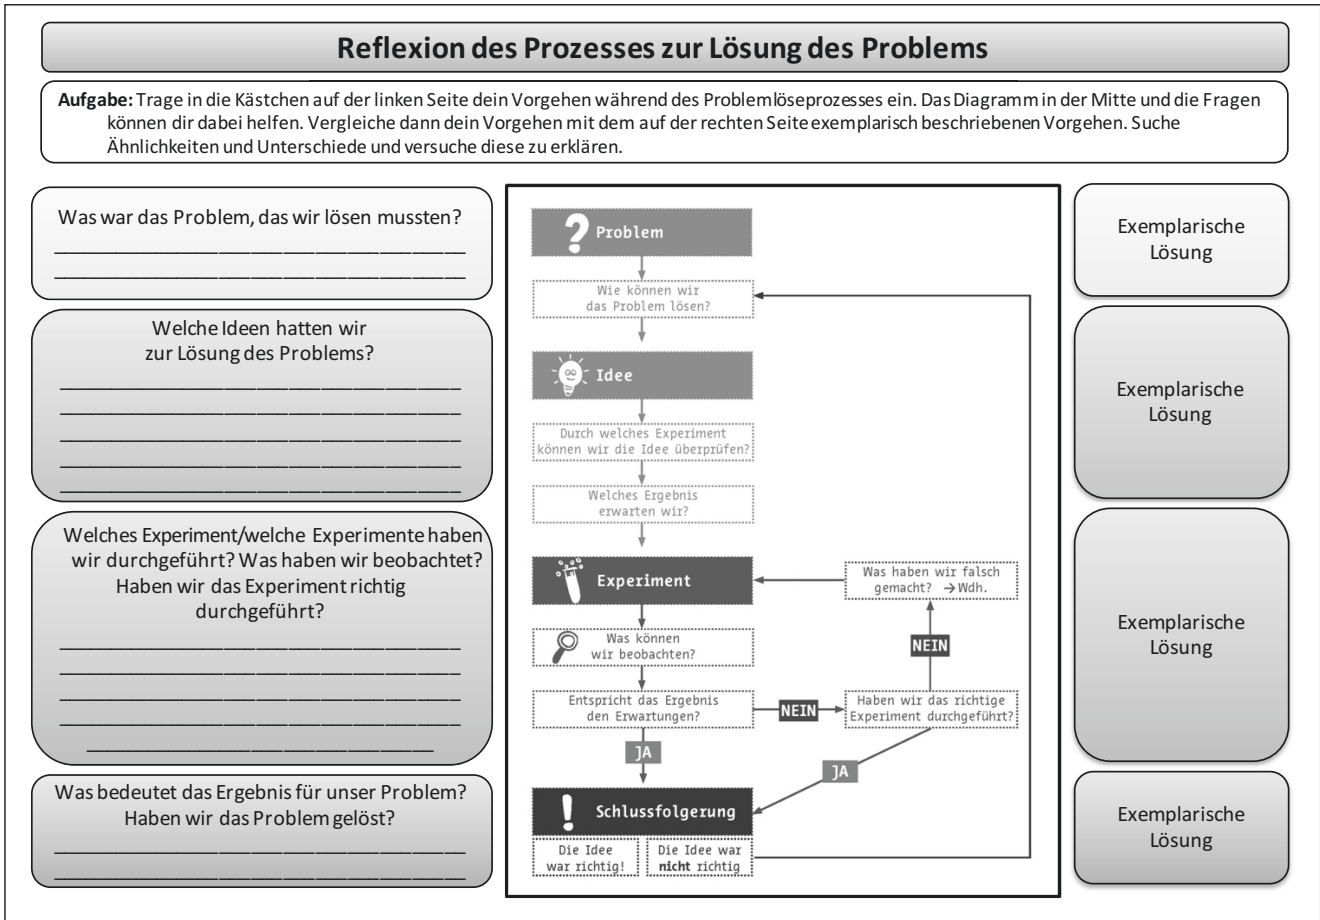 Reflexion des Prozesses zur Lösung des Problems
Aufgabe: Trage in die Kästchen auf der linken Seite dein Vorgehen während des Problemlöseprozesses ein. Das Diagramm in der Mitte und die Fragen
können dir dabei helfen. Vergleiche dann dein Vorgehen mit dem auf der rechten Seite exemplarisch beschriebenen Vorgehen. Suche
Ähnlichkeiten und Unterschiede und versuche diese zu erklären.
Was war das Problem, das wir lösen mussten?
Welche Ideen hatten wir
zur Lösung des Problems?
Welches Experiment/welche Experimente haben
wir durchgeführt? Was haben wir beobachtet?
Haben wir das Experiment richtig
durchgeführt?
Was bedeutet das Ergebnis für unser Problem?
Haben wir das Problem gelöst?
? Problem
Wie können wir
das Problem lösen?
Idee
Durch welches Experiment
können wir die Idee überprüfen?
Welches Ergebnis
erwarten wir?
Experiment
Was können
wir beobachten?
Entspricht das Ergebnis
den Erwartungen?
NEIN
Haben wir das richtige
Experiment durchgeführt?
NEIN
Was haben wir falsch
gemacht? → Wdh.
JA
JA
! Schlussfolgerung
Die Idee
war richtig!
Die Idee war
nicht richtig
Exemplarische
Lösung
Exemplarische
Lösung
Exemplarische
Lösung
Exemplarische
Lösung